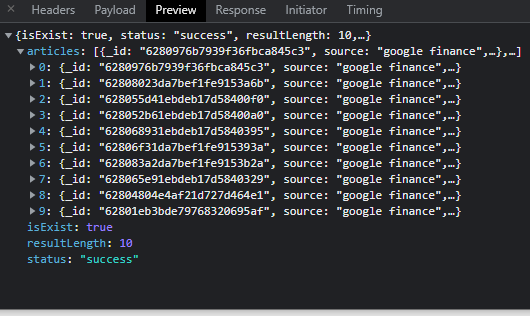 Headers Payload Preview Response Initiator Timing
{isExist: true, status: "success", resultLength: 10,…}
articles: [{_id: "6280976b7939f36fbca845c3", source: "google finance",…},…]
0: {_id: "6280976b7939f36fbca845c3", source: "google finance",…}
1: {_id: "62808023da7bef1fe9153a6b", source: "google finance",…}
2: {_id: "628055d41ebdeb17d58400f0", source: "google finance",…}
3: {_id: "628052b61ebdeb17d58400a0", source: "google finance",…}
4: {_id: "628068931ebdeb17d5840395", source: "google finance",…}
5: {_id: "62806f31da7bef1fe915393a", source: "google finance",…}
6: {_id: "628083a2da7bef1fe9153b2a", source: "google finance",…}
7: {_id: "628065e91ebdeb17d5840329", source: "google finance",…}
8: {_id: "62804804e4af21d727d464e1", source: "google finance",…}
9: {_id: "62801eb3bde79768320695af", source: "google finance",…}
isExist: true
resultLength: 10
status: "success"